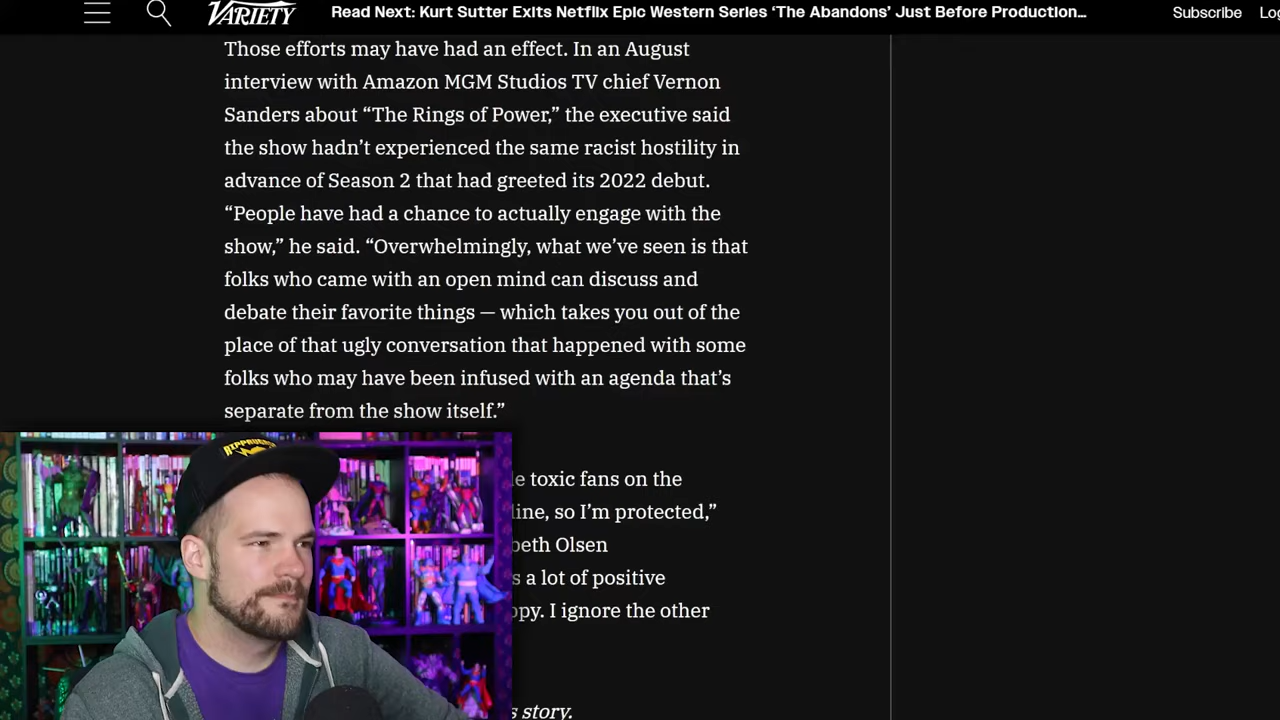 VARIETY
Read Next: Kurt Sutter Exits Netflix Epic Western Series ‘The Abandons’ Just Before Production...
Subscribe
Those efforts may have had an effect. In an August
interview with Amazon MGM Studios TV chief Vernon
Sanders about “The Rings of Power,” the executive said
the show hadn’t experienced the same racist hostility in
advance of Season 2 that had greeted its 2022 debut.
“People have had a chance to actually engage with the
show,” he said. “Overwhelmingly, what we’ve seen is that
folks who came with an open mind can discuss and
debate their favorite things — which takes you out of the
place of that ugly conversation that happened with some
folks who may have been infused with an agenda that’s
separate from the show itself.”
toxic fans on the
so I’m protected,”
Olsen
a lot of positive
I ignore the other
story.